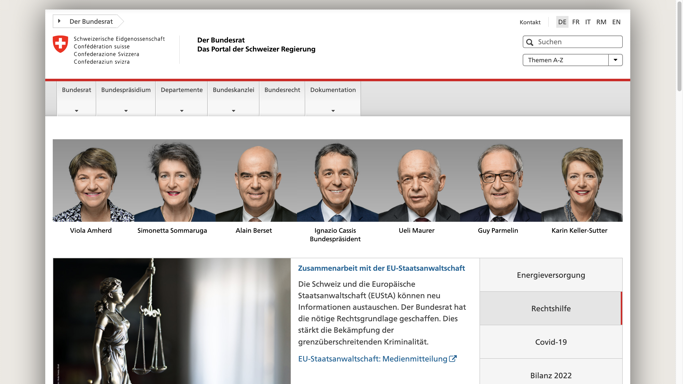 Der Bundesrat
Kontakt
DE FR IT RM EN
Schweizerische Eidgenossenschaft
Confédération suisse
Confederazione Svizzera
Confederaziun svizra
Der Bundesrat
Das Portal der Schweizer Regierung
Suchen
Themen A-Z
Bundesrat Bundespräsidium Departemente Bundeskanzlei Bundesrecht Dokumentation
Viola Amherd
Simonetta Sommaruga
Alain Berset
Ignazio Cassis
Bundespräsident
Ueli Maurer
Guy Parmelin
Karin Keller-Sutter
Zusammenarbeit mit der EU-Staatsanwaltschaft
Die Schweiz und die Europäische
Staatsanwaltschaft (EUStA) können neu
Informationen austauschen. Der Bundesrat hat
die nötige Rechtsgrundlage geschaffen. Dies
stärkt die Bekämpfung der
grenzüberschreitenden Kriminalität.
EU-Staatsanwaltschaft: Medienmitteilung
Energieversorgung
Rechtshilfe
Covid-19
Bilanz 2022